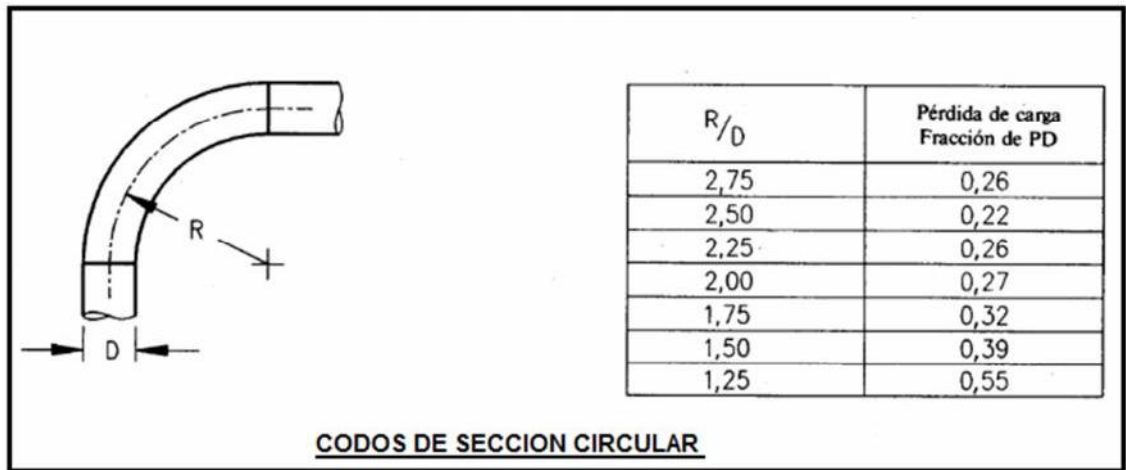 R
D
R/D Pérdida de carga Fracción de PD
2,75 0,26
2,50 0,22
2,25 0,26
2,00 0,27
1,75 0,32
1,50 0,39
1,25 0,55
CODOS DE SECCION CIRCULAR